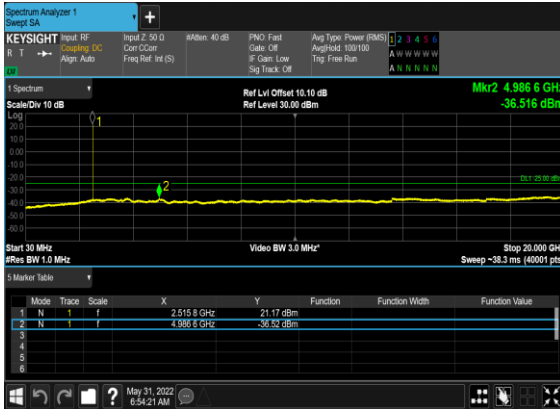 Spectrum Analyzer 1
Swept SA
+
KEYSIGHT Input: RF Input Z: 50 Ω #Atten: 40 dB PNO: Fast Avg Type: Power (RMS) 1 2 3 4 5 6
R T Coupling: DC Corr CCorr Gate: Off Avg|Hold: 100/100 A W W W W W
Align: Auto Freq Ref: Int (S) IF Gain: Low Trig: Free Run
Sig Track: Off A N N N N N
1 Spectrum Ref Lvl Offset 10.10 dB Mkr2 4.986 6 GHz
Scale/Div 10 dB Ref Level 30.00 dBm -36.516 dBm
Log
1
20.0
10.0
0.00
-10.0
-20.0 DL1 -25.00 dBm
-30.0 2
-40.0
-50.0
-60.0
Start 30 MHz Video BW 3.0 MHz* Stop 20.000 GHz
#Res BW 1.0 MHz Sweep ~38.3 ms (40001 pts)
5 Marker Table
Mode Trace Scale X Y Function Function Width Function Value
1 N 1 f 2.515 8 GHz 21.17 dBm
2 N 1 f 4.986 6 GHz -36.52 dBm
3
4
5
6
? May 31, 2022
6:54:21 AM